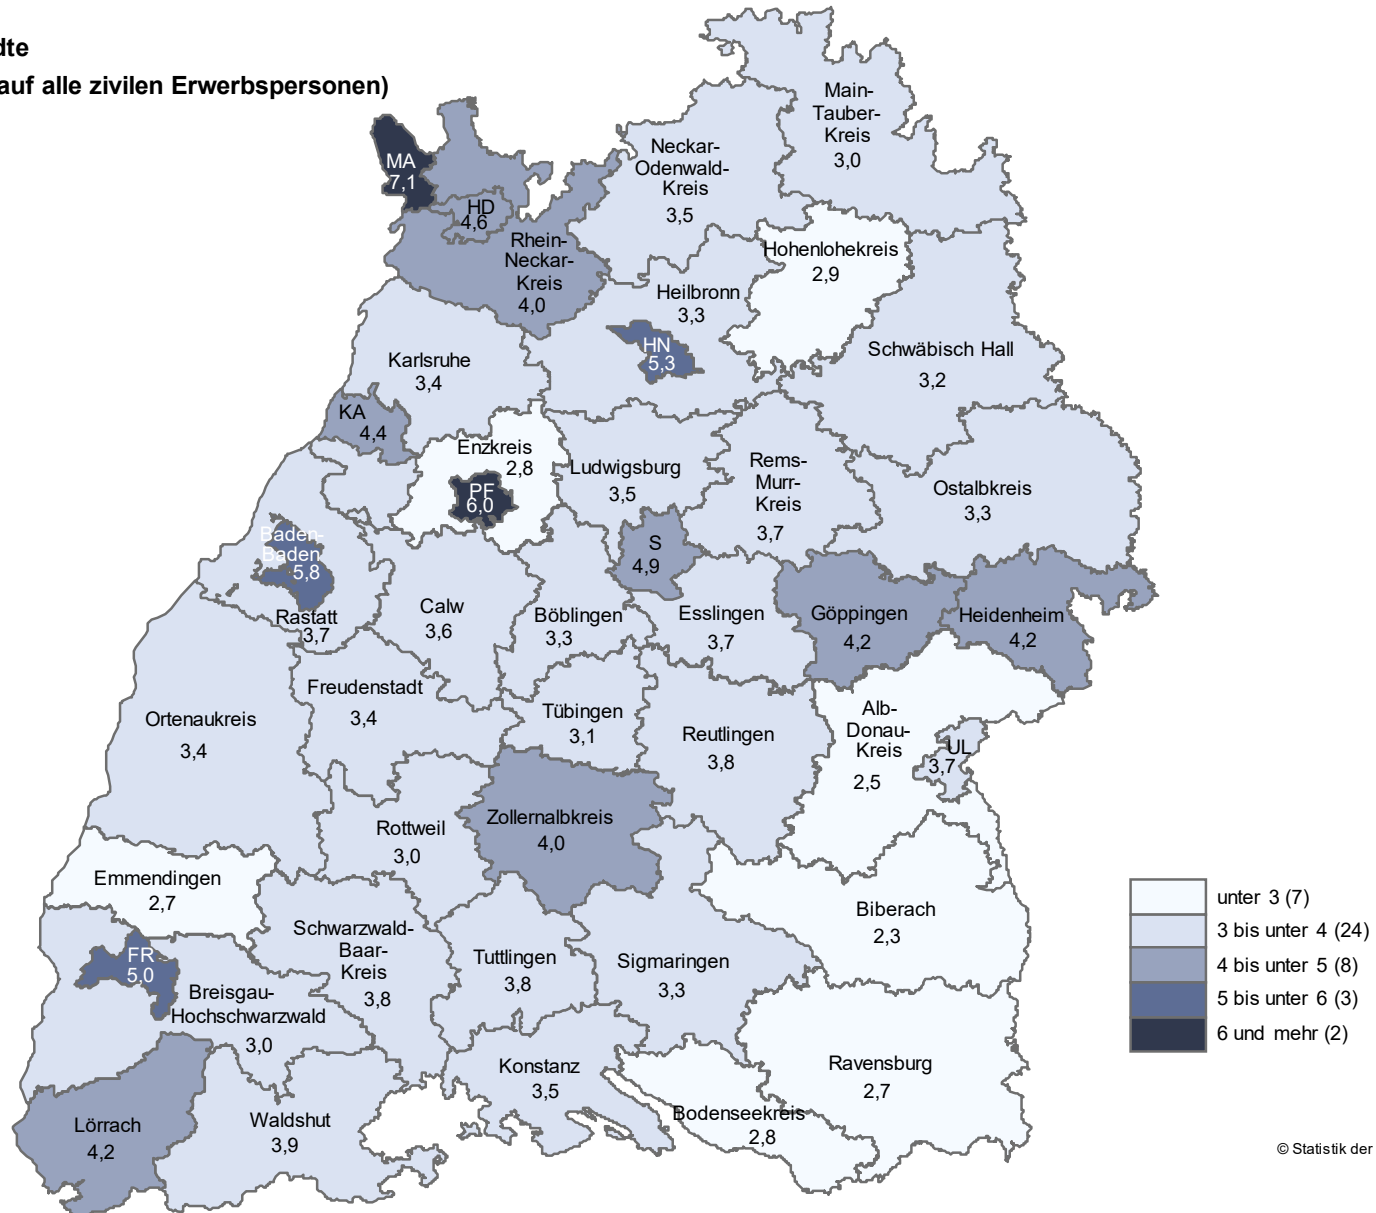 dte
auf alle zivilen Erwerbspersonen)
Main-
Tauber-
Kreis
3,0
MA
7,1
Neckar-
Odenwald-
Kreis
3,5
HD
4,6
Rhein-
Neckar-
Kreis
4,0
Hohenlohekreis
2,9
Heilbronn
3,3
HN
5,3
Schwäbisch Hall
3,2
Karlsruhe
3,4
KA
4,4
Enzkreis
2,8
PF
6,0
Ludwigsburg
3,5
Rems-
Murr-
Kreis
3,7
Ostalbkreis
3,3
Baden-
Baden
5,8
Rastatt
3,7
S
4,9
Calw
3,6
Böblingen
3,3
Esslingen
3,7
Göppingen
4,2
Heidenheim
4,2
Ortenaukreis
3,4
Freudenstadt
3,4
Tübingen
3,1
Reutlingen
3,8
Alb-
Donau-
Kreis
2,5
UL
3,7
Rottweil
3,0
Zollernalbkreis
4,0
Emmendingen
2,7
Biberach
2,3
Schwarzwald-
Baar-
Kreis
3,8
Tuttlingen
3,8
Sigmaringen
3,3
FR
5,0
Breisgau-
Hochschwarzwald
3,0
Konstanz
3,5
Ravensburg
2,7
Bodenseekreis
2,8
Lörrach
4,2
Waldshut
3,9
unter 3 (7)
3 bis unter 4 (24)
4 bis unter 5 (8)
5 bis unter 6 (3)
6 und mehr (2)
© Statistik der